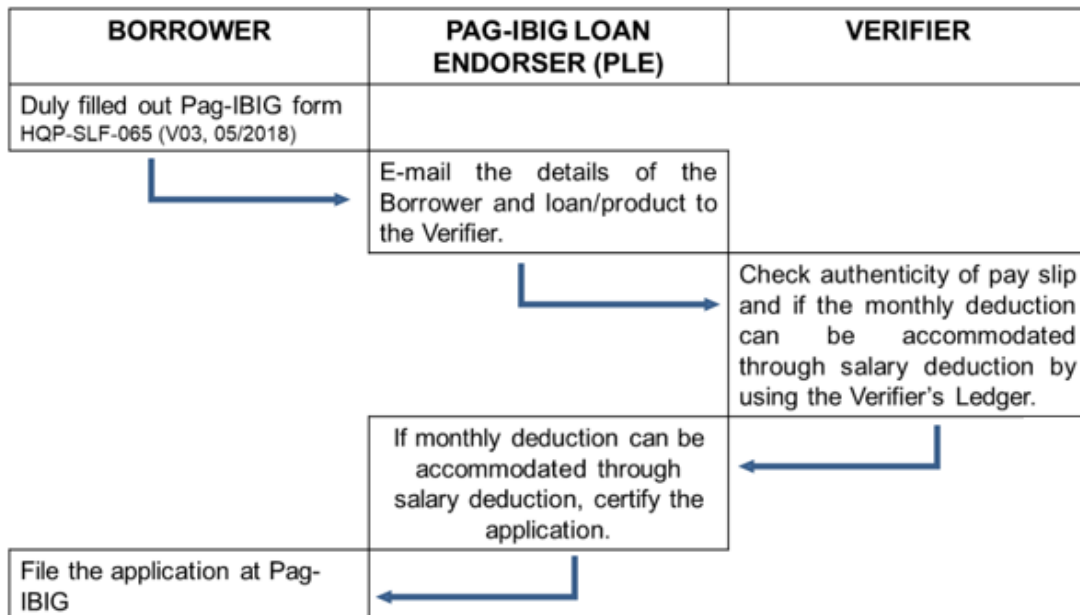 BORROWER
PAG-IBIG LOAN
ENDORSER (PLE)
VERIFIER
Duly filled out Pag-IBIG form
HQP-SLF-065 (V03, 05/2018)
E-mail the details of the
Borrower and loan/product to
the Verifier.
Check authenticity of pay slip
and if the monthly deduction
can be accommodated
through salary deduction by
using the Verifier's Ledger.
If monthly deduction can be
accommodated through
salary deduction, certify the
application.
File the application at Pag-
IBIG